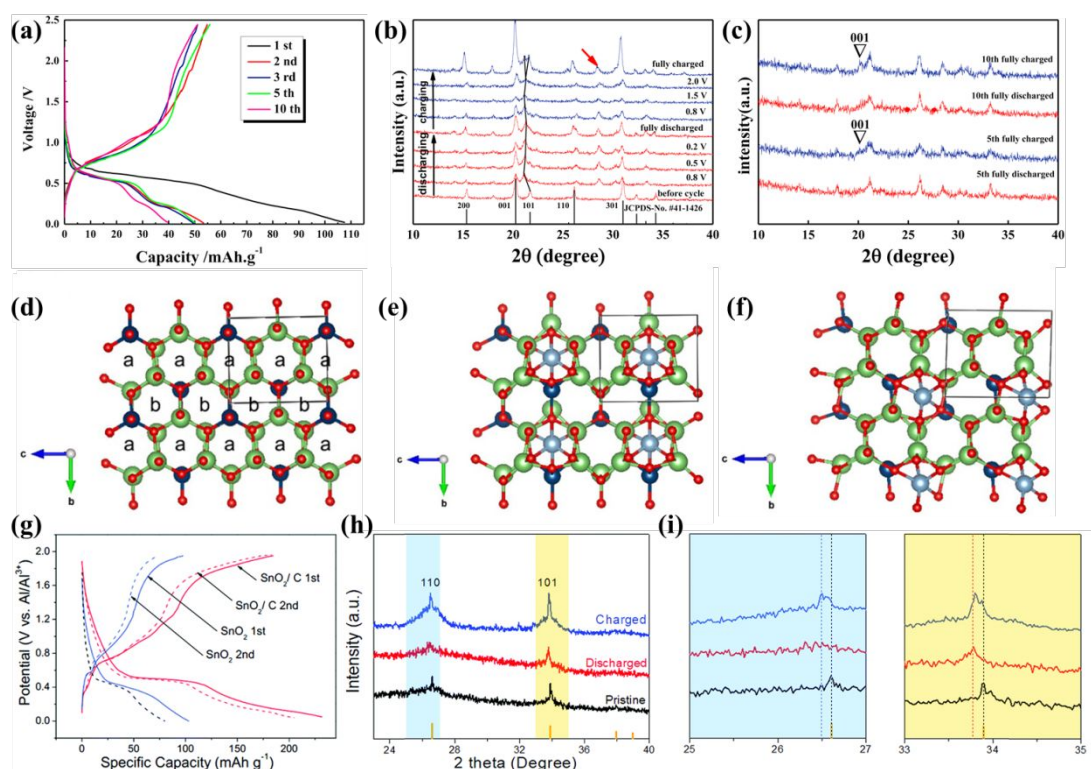 (a)
2.5
2.0
1.5
1.0
0.5
0.0
Voltage /V
1 st
2 nd
3 rd
5 th
10 th
0 10 20 30 40 50 60 70 80 90 100 110
Capacity /mAh.g⁻¹
(b)
Intensity (a.u.)
discharging charging
fully charged
2.0 V
1.5 V
0.8 V
fully discharged
0.2 V
0.5 V
0.8 V
before cycle
200 001 101 110 301 JCPDS-No. #41-1426
10 15 20 25 30 35 40
2θ (degree)
(c)
intensity(a.u.)
001
10th fully charged
10th fully discharged
001
5th fully charged
5th fully discharged
10 15 20 25 30 35 40
2θ (degree)
(d)
a a a a a
b b b b
a a a a a
c
b
(e)
c
b
(f)
c
b
(g)
Potential (V vs. Al/Al³⁺)
2.0
1.6
1.2
0.8
0.4
0.0
SnO₂/ C 1st
SnO₂/ C 2nd
SnO₂ 1st
SnO₂ 2nd
0 50 100 150 200
Specific Capacity (mAh g⁻¹)
(h)
Intensity (a.u.)
110 101
Charged
Discharged
Pristine
24 26 28 30 32 34 36 38 40
2 theta (Degree)
(i)
25 26 27
33 34 35